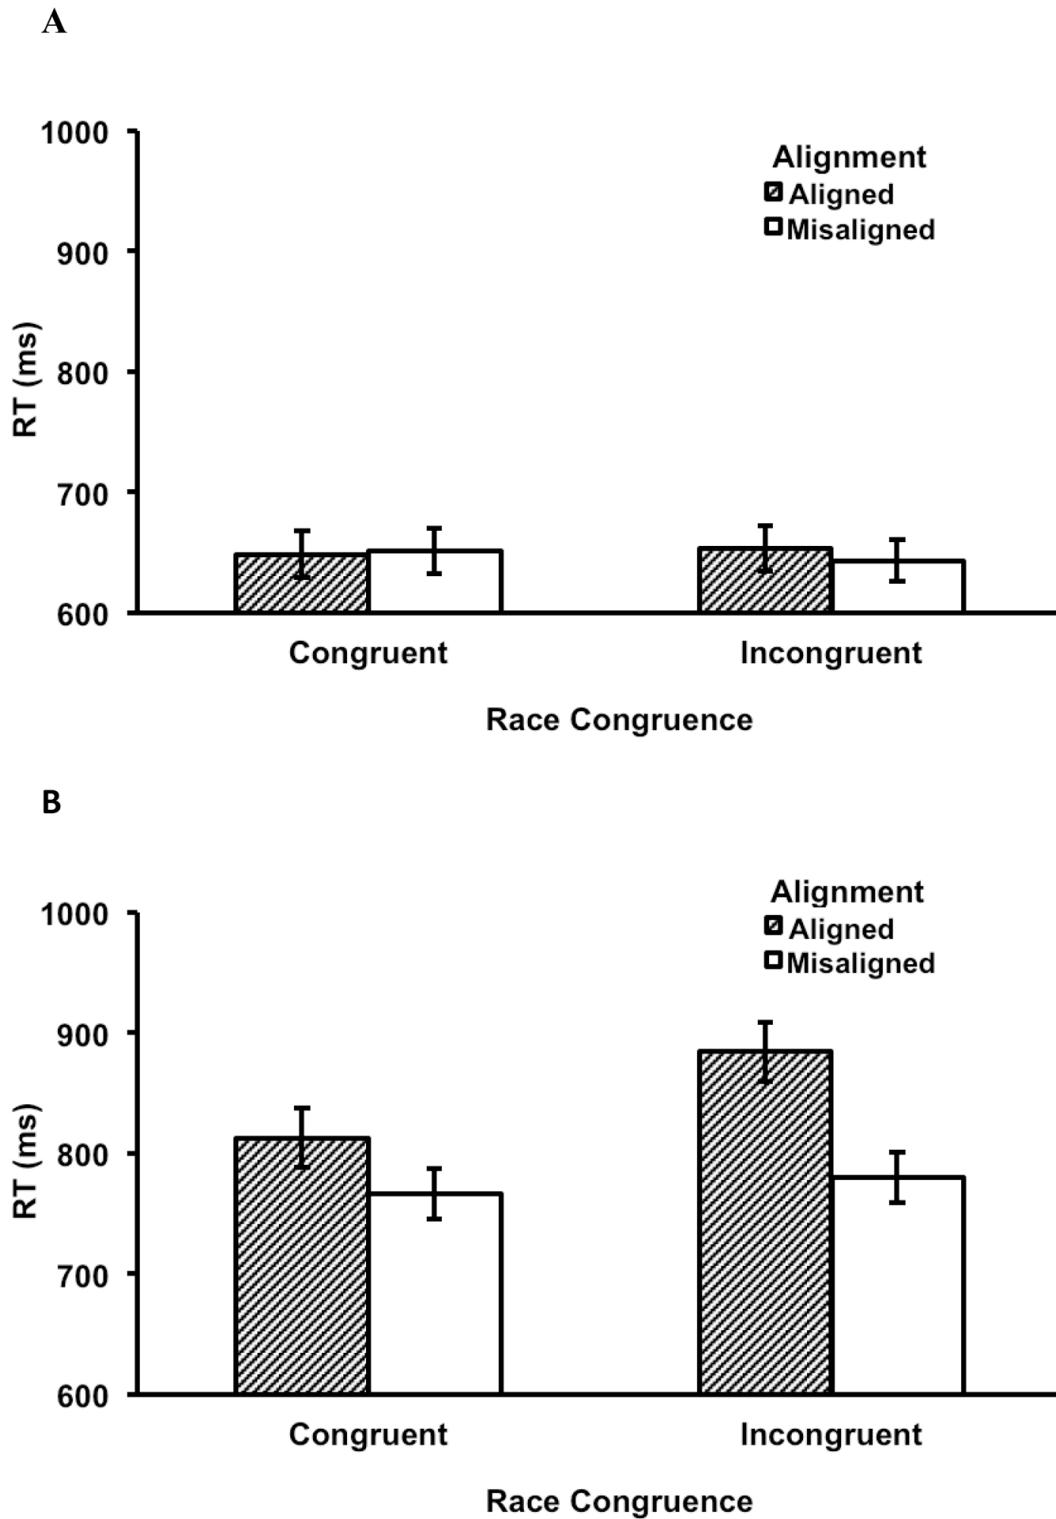 A
1000
900
800
700
600
RT (ms)
Alignment
Aligned
Misaligned
Congruent
Incongruent
Race Congruence
B
1000
900
800
700
600
RT (ms)
Alignment
Aligned
Misaligned
Congruent
Incongruent
Race Congruence